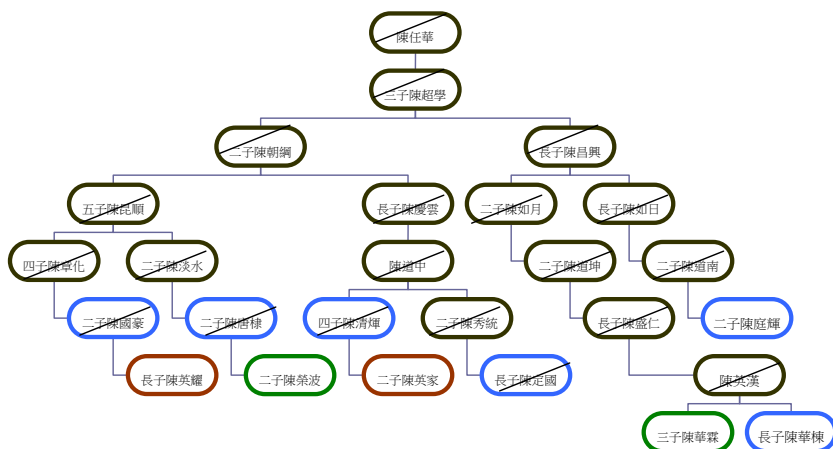 陳任華
三子陳超學
二子陳朝綱
長子陳昌興
五子陳昆順
長子陳慶雲
二子陳如月
長子陳如日
四子陳章化
二子陳淡水
陳道中
二子陳道坤
二子陳道南
二子陳國豪
二子陳唐棣
四子陳清煇
二子陳秀統
長子陳盛仁
二子陳庭輝
長子陳英耀
二子陳榮波
二子陳英家
長子陳定國
陳英漢
三子陳華霖
長子陳華棟